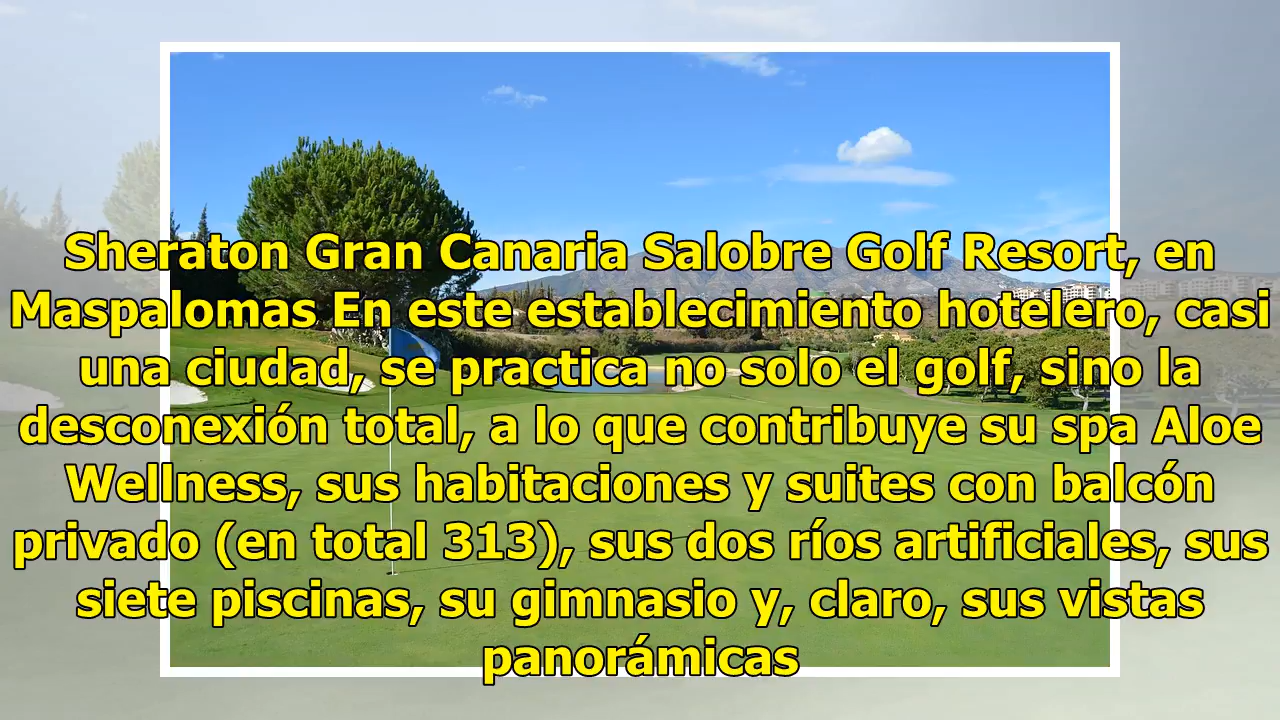 Sheraton Gran Canaria Salobre Golf Resort, en
Maspalomas En este establecimiento hotelero, casi
una ciudad, se practica no solo el golf, sino la
desconexión total, a lo que contribuye su spa Aloe
Wellness, sus habitaciones y suites con balcón
privado (en total 313), sus dos ríos artificiales, sus
siete piscinas, su gimnasio y, claro, sus vistas
panorámicas